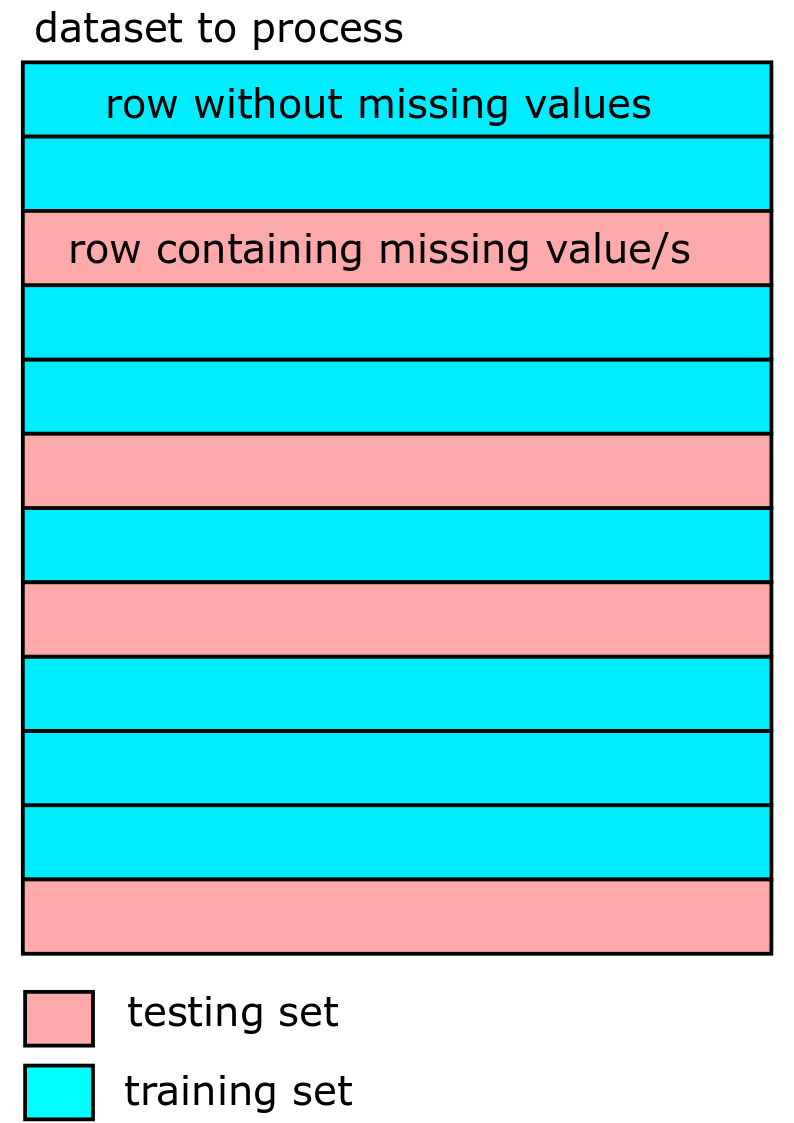 dataset to process
row without missing values
row containing missing value/s
testing set
training set